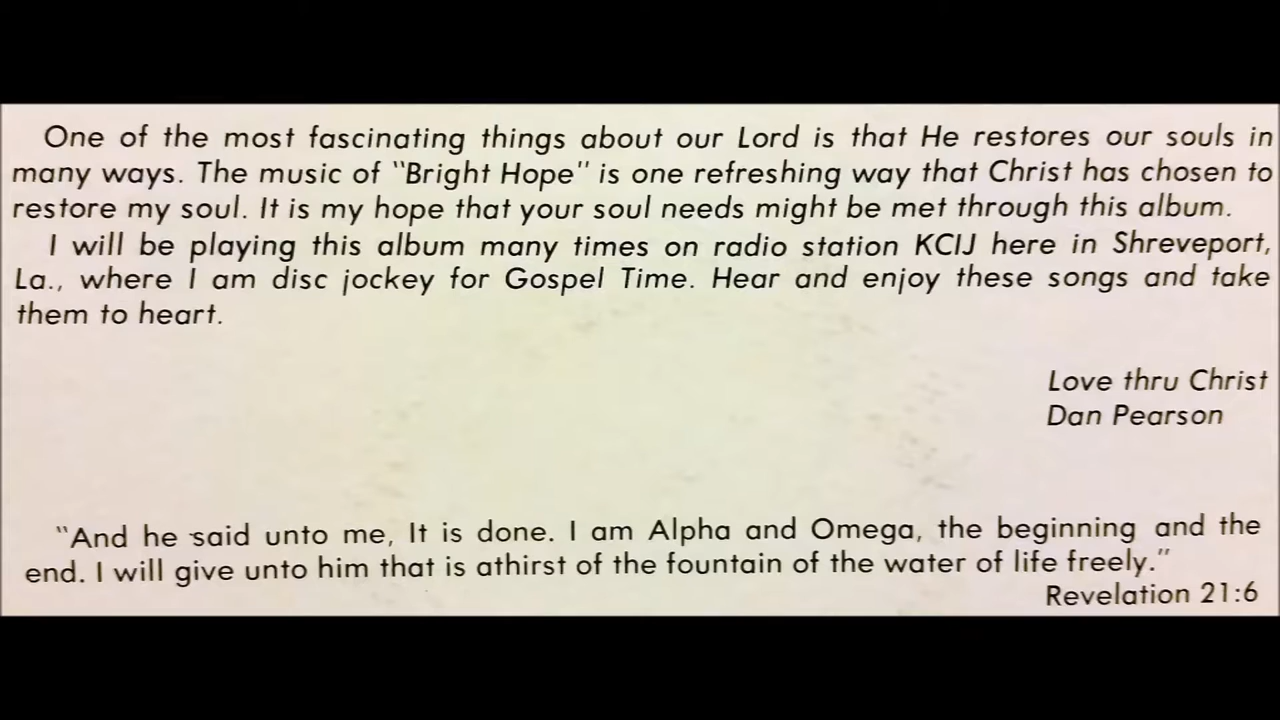 One of the most fascinating things about our Lord is that He restores our souls in
many ways. The music of "Bright Hope" is one refreshing way that Christ has chosen to
restore my soul. It is my hope that your soul needs might be met through this album.
I will be playing this album many times on radio station KCIJ here in Shreveport,
La., where I am disc jockey for Gospel Time. Hear and enjoy these songs and take
them to heart.
Love thru Christ
Dan Pearson
"And he said unto me, It is done. I am Alpha and Omega, the beginning and the
end. I will give unto him that is athirst of the fountain of the water of life freely."
Revelation 21:6